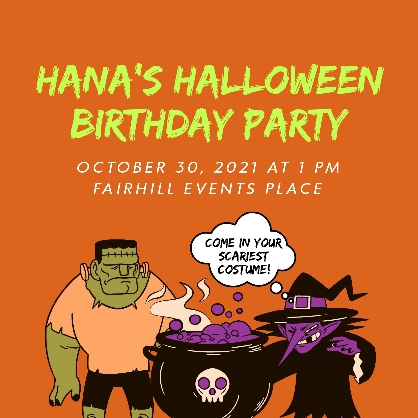 HANA'S HALLOWEEN
BIRTHDAY PARTY
OCTOBER 30, 2021 AT 1 PM
FAIRHILL EVENTS PLACE
COME IN YOUR
SCARIEST
COSTUME!